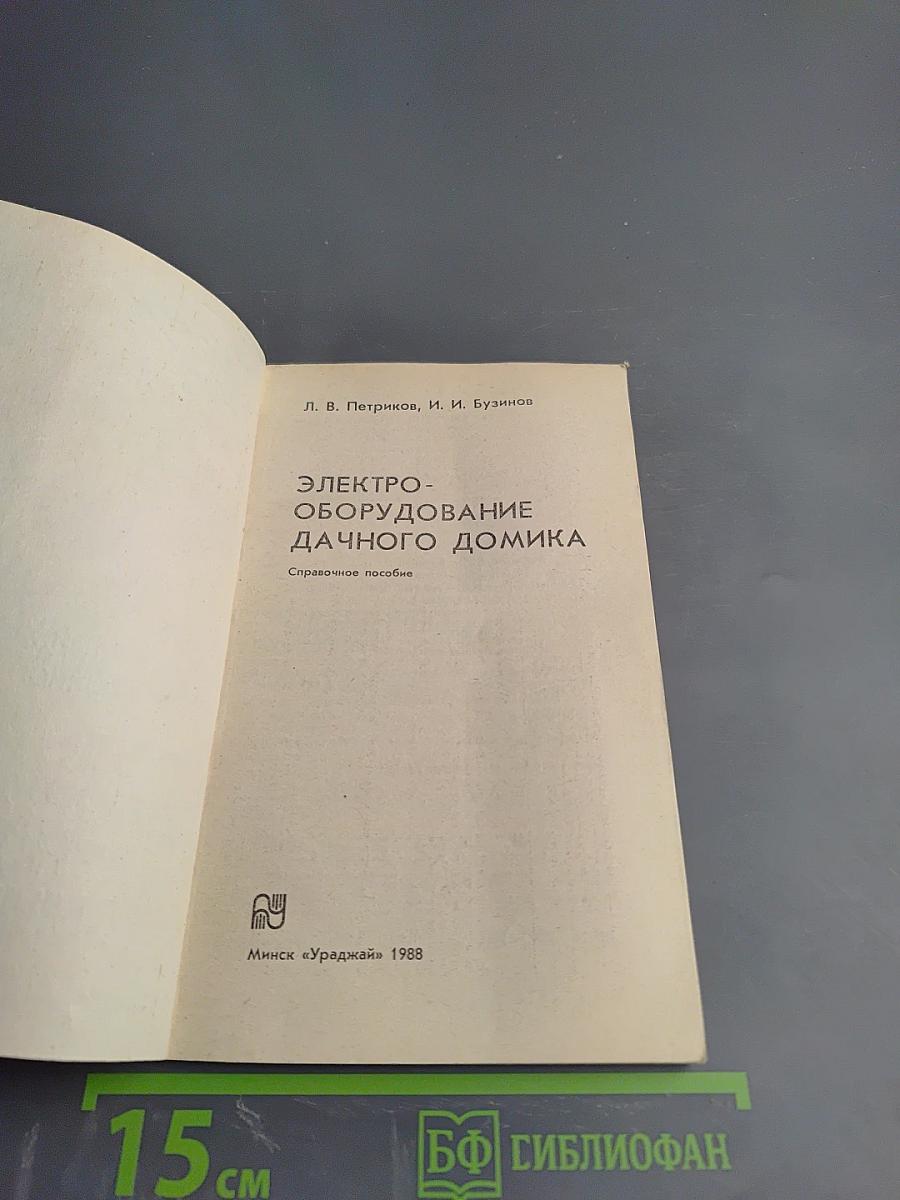 Л. В. Петриков, И. И. Бузинов
ЭЛЕКТРО-
ОБОРУДОВАНИЕ
ДАЧНОГО ДОМИКА
Справочное пособие
Минск «Ураджай» 1988
15 см
БФ БИБЛИОФАН